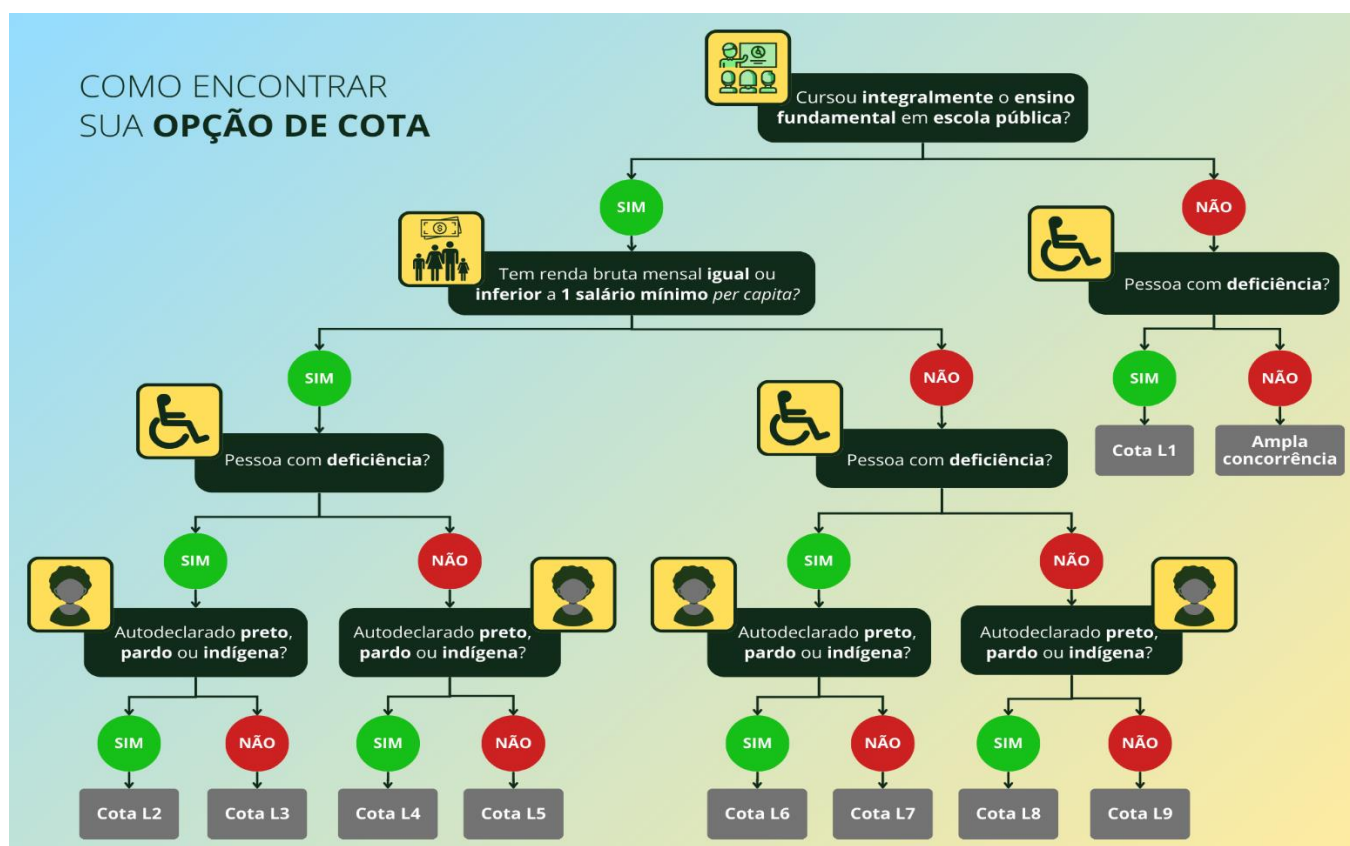 COMO ENCONTRAR
SUA OPÇÃO DE COTA
Cursou integralmente o ensino
fundamental em escola pública?
SIM
NÃO
Tem renda bruta mensal igual ou
inferior a 1 salário mínimo per capita?
Pessoa com deficiência?
SIM
NÃO
SIM
NÃO
Cota L1
Ampla
concorrência
Pessoa com deficiência?
Pessoa com deficiência?
SIM
NÃO
SIM
NÃO
Autodeclarado preto,
pardo ou indígena?
Autodeclarado preto,
pardo ou indígena?
Autodeclarado preto,
pardo ou indígena?
Autodeclarado preto,
pardo ou indígena?
SIM
NÃO
SIM
NÃO
SIM
NÃO
SIM
NÃO
Cota L2
Cota L3
Cota L4
Cota L5
Cota L6
Cota L7
Cota L8
Cota L9